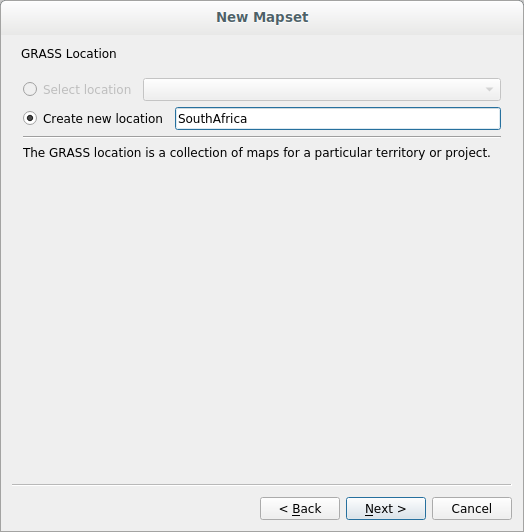 New Mapset
GRASS Location
Select location
Create new location SouthAfrica
The GRASS location is a collection of maps for a particular territory or project.
< Back Next > Cancel